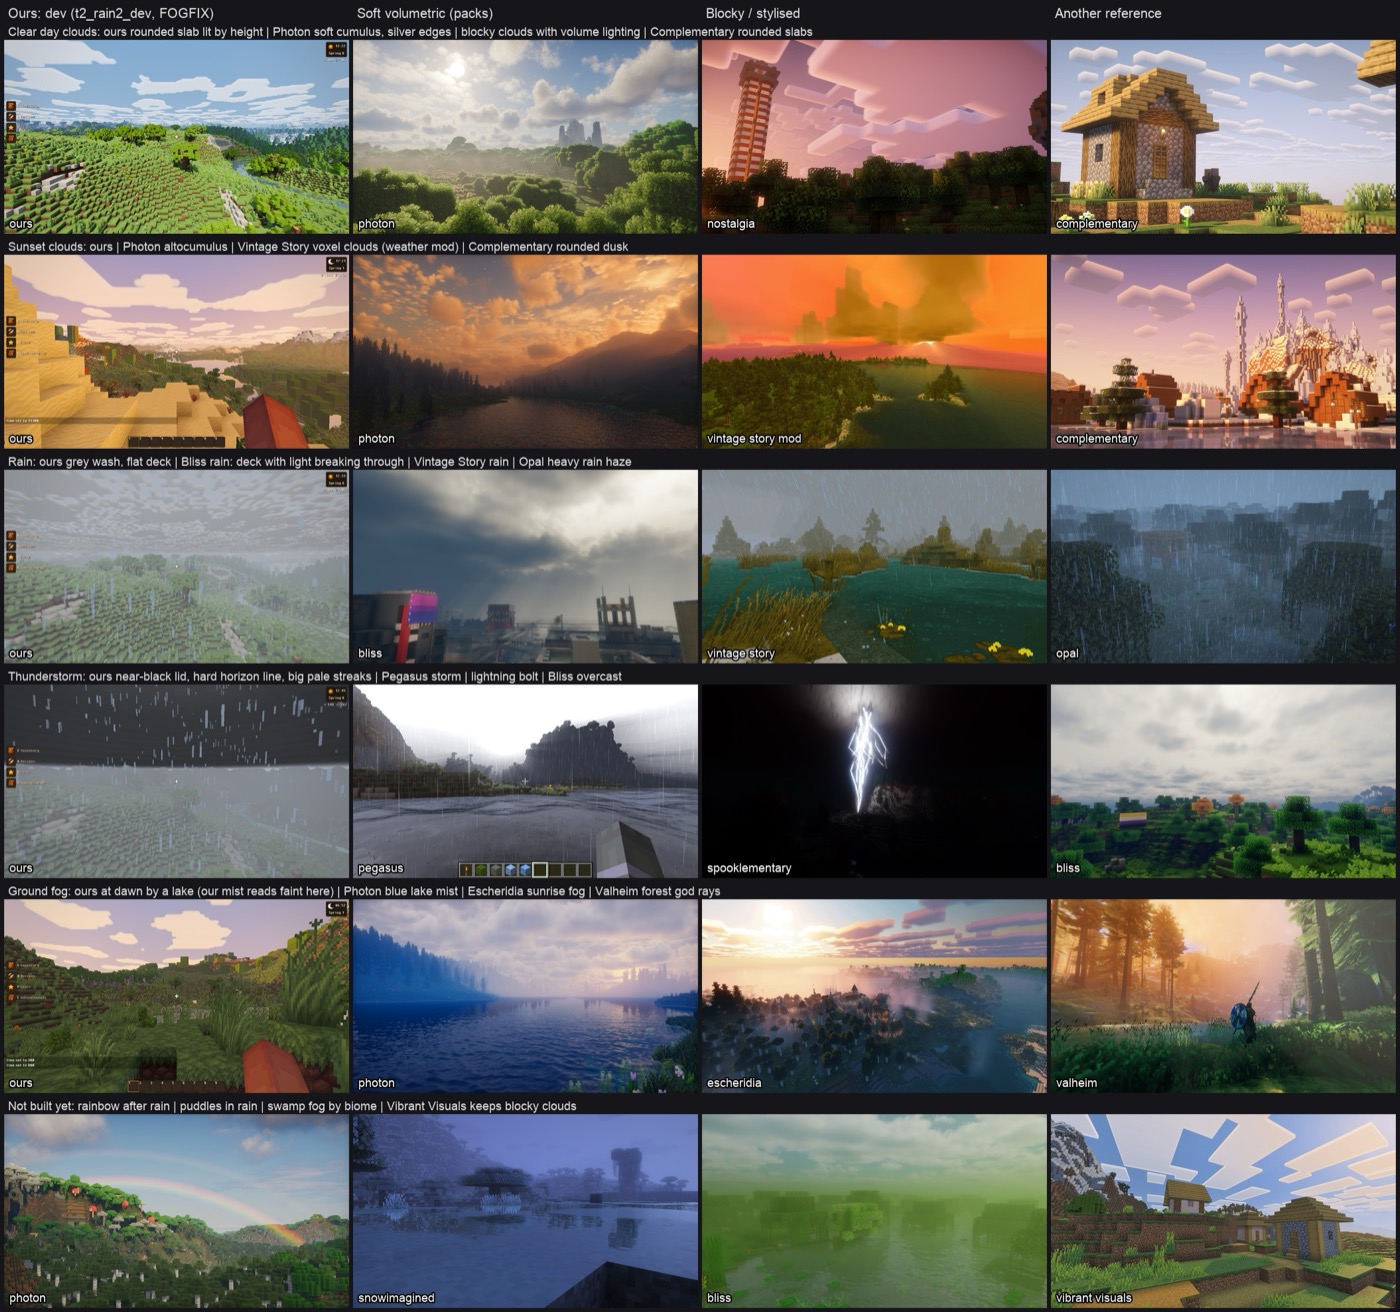 Ours: dev (t2_rain2_dev, FOGFIX)
Soft volumetric (packs)
Blocky / stylised
Another reference
Clear day clouds: ours rounded slab lit by height | Photon soft cumulus, silver edges | blocky clouds with volume lighting | Complementary rounded slabs
ours
photon
nostalgia
complementary
Sunset clouds: ours | Photon altocumulus | Vintage Story voxel clouds (weather mod) | Complementary rounded dusk
ours
photon
vintage story mod
complementary
Rain: ours grey wash, flat deck | Bliss rain: deck with light breaking through | Vintage Story rain | Opal heavy rain haze
ours
bliss
vintage story
opal
Thunderstorm: ours near-black lid, hard horizon line, big pale streaks | Pegasus storm | lightning bolt | Bliss overcast
ours
pegasus
spooklementary
bliss
Ground fog: ours at dawn by a lake (our mist reads faint here) | Photon blue lake mist | Escheridia sunrise fog | Valheim forest god rays
ours
photon
escheridia
valheim
Not built yet: rainbow after rain | puddles in rain | swamp fog by biome | Vibrant Visuals keeps blocky clouds
photon
snowimagined
bliss
vibrant visuals